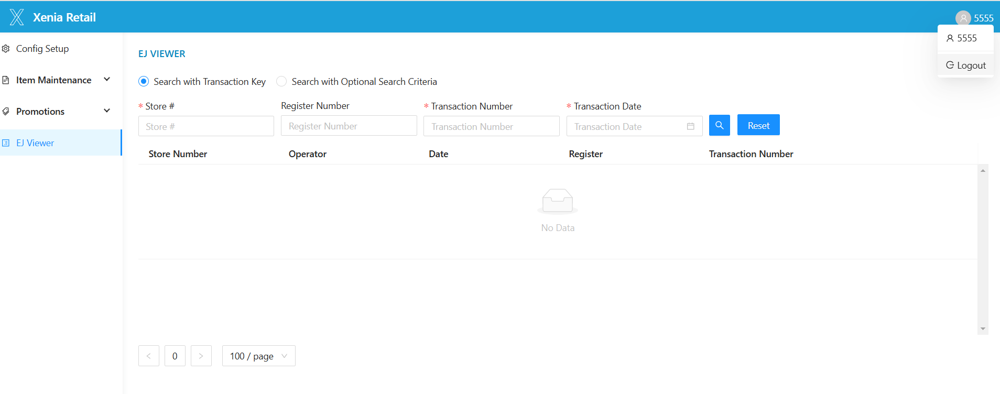 Xenia Retail
5555
5555
Logout
Config Setup
Item Maintenance
Promotions
EJ Viewer
EJ VIEWER
Search with Transaction Key Search with Optional Search Criteria
* Store # Register Number * Transaction Number * Transaction Date
Store # Register Number Transaction Number Transaction Date Reset
Store Number Operator Date Register Transaction Number
No Data
< 0 > 100 / page